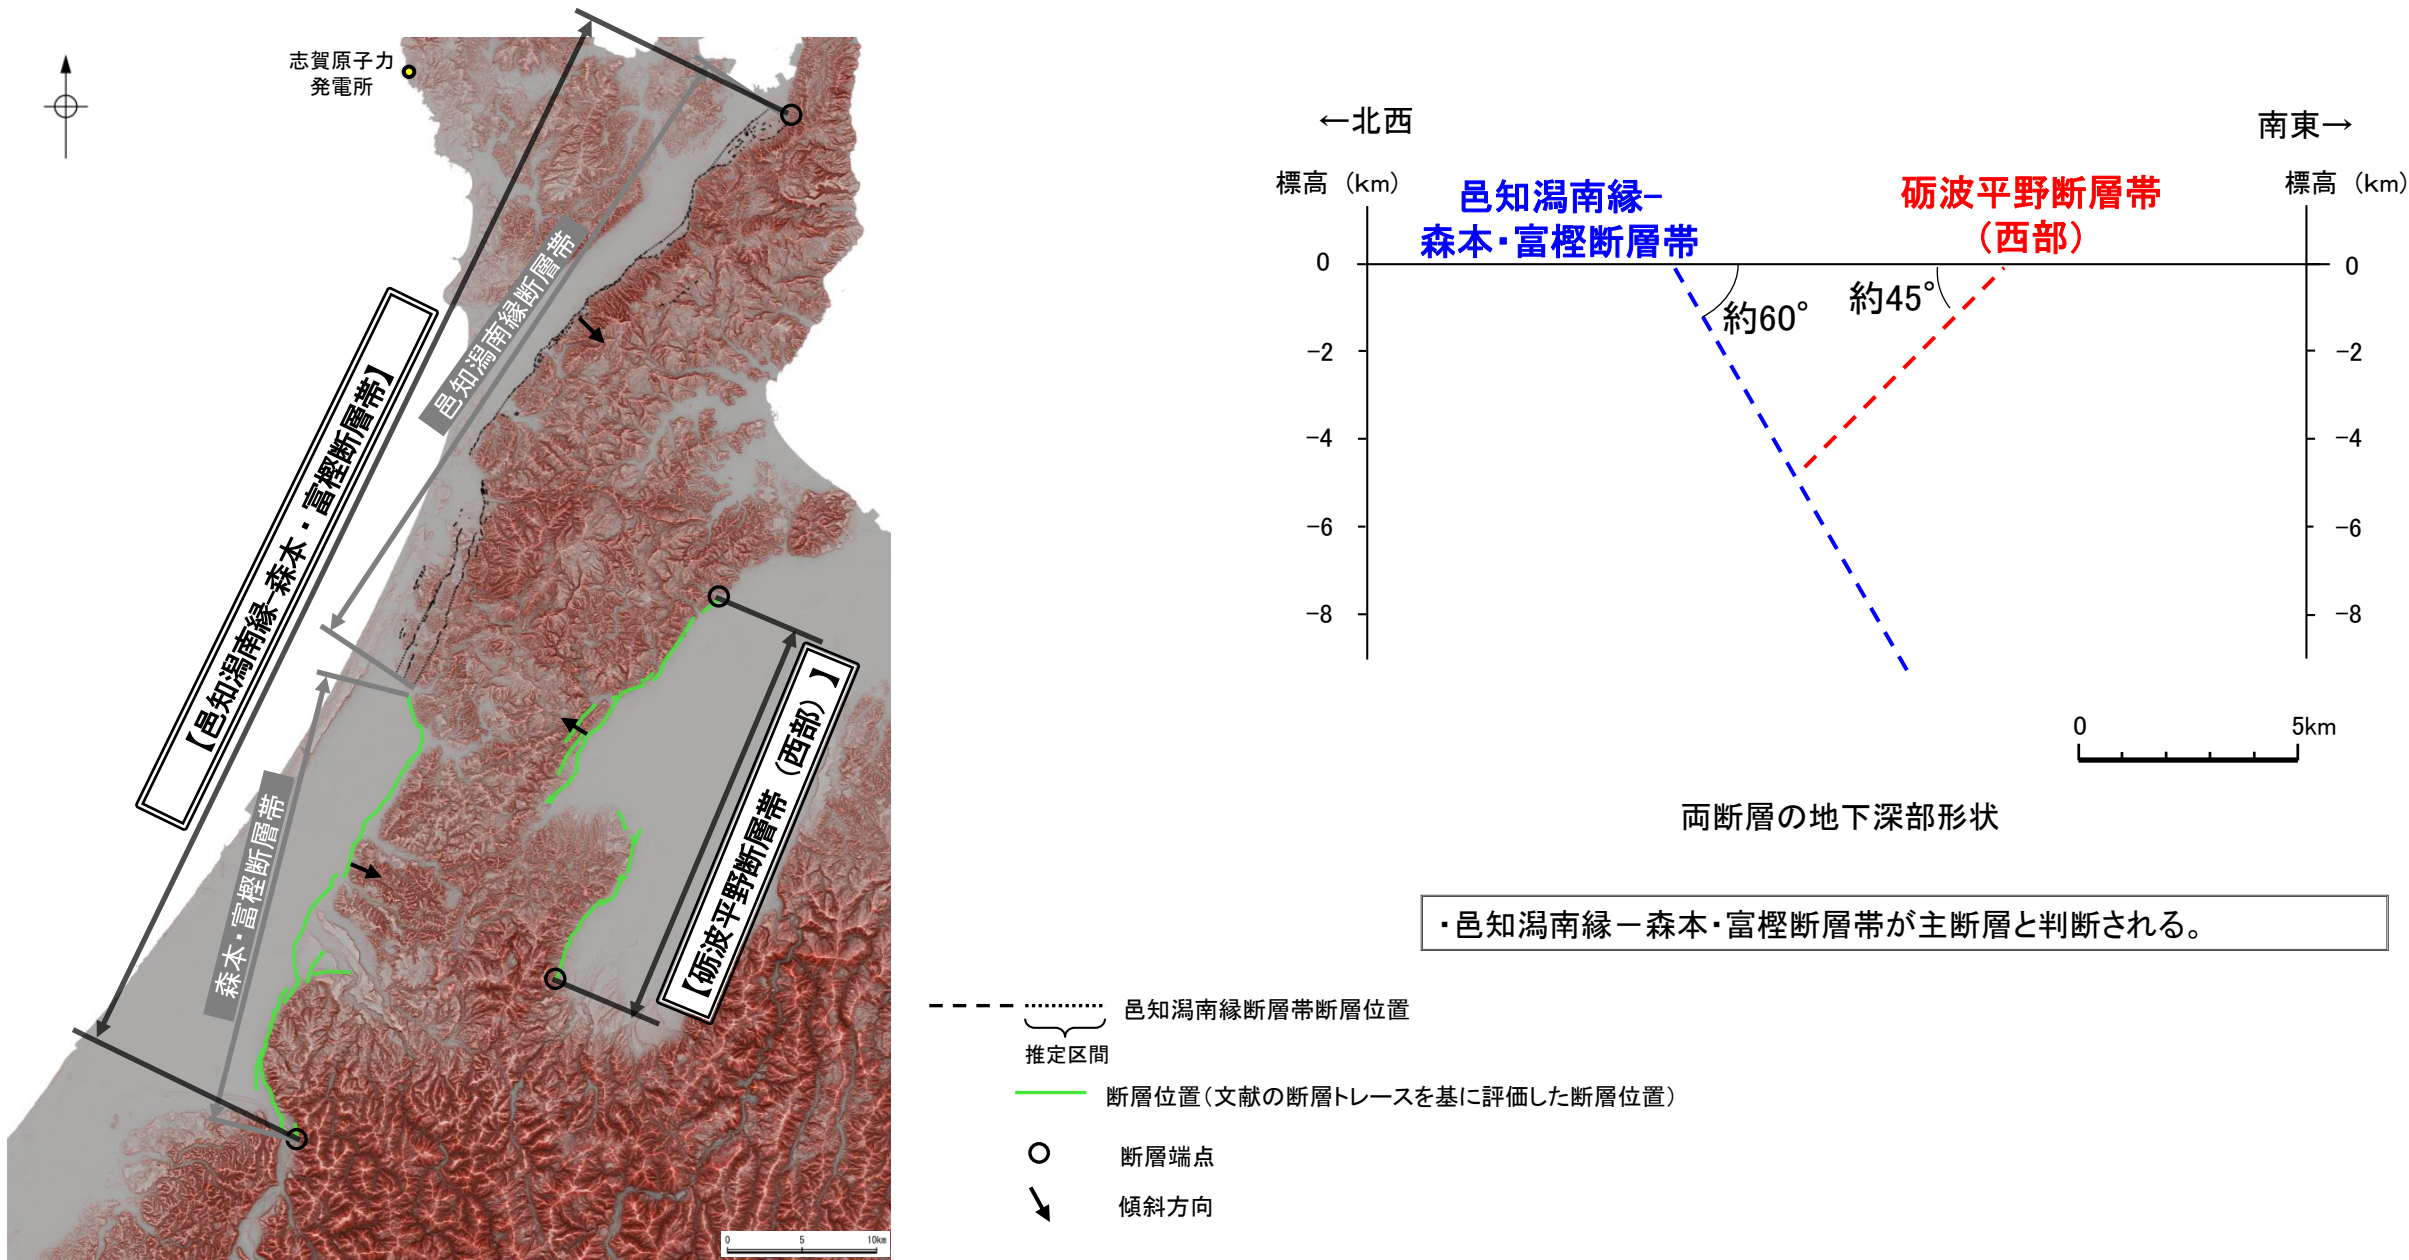 志賀原子力
発電所
【邑知潟南縁－森本・富樫断層帯】
邑知潟南縁断層帯
森本・富樫断層帯
【砺波平野断層帯（西部）】
0 5 10km
←北西
南東→
標高（km）
標高（km）
邑知潟南縁－
森本・富樫断層帯
砺波平野断層帯
（西部）
0
0
約60°
約45°
−2
−2
−4
−4
−6
−6
−8
−8
0 5km
両断層の地下深部形状
・邑知潟南縁－森本・富樫断層帯が主断層と判断される。
邑知潟南縁断層帯断層位置
推定区間
断層位置（文献の断層トレースを基に評価した断層位置）
断層端点
傾斜方向